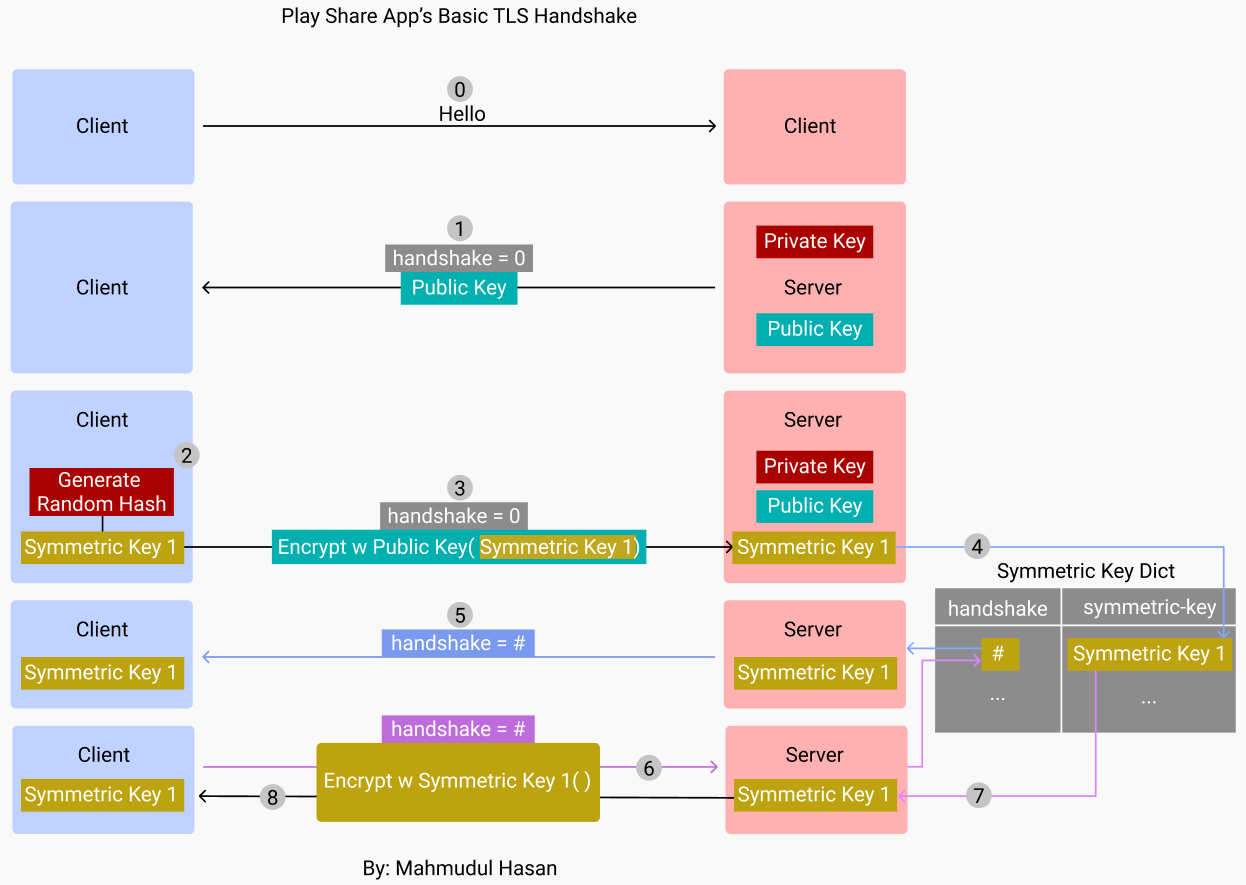 Play Share App's Basic TLS Handshake
0
Hello
Client
Client
1
handshake = 0
Public Key
Client
Private Key
Server
Public Key
Client
2
Generate
Random Hash
Symmetric Key 1
3
handshake = 0
Encrypt w Public Key( Symmetric Key 1)
Server
Private Key
Public Key
Symmetric Key 1
4
Symmetric Key Dict
handshake
symmetric-key
#
Symmetric Key 1
...
...
Client
Symmetric Key 1
5
handshake = #
Server
Symmetric Key 1
Client
Symmetric Key 1
handshake = #
Encrypt w Symmetric Key 1( )
6
8
Server
Symmetric Key 1
7
By: Mahmudul Hasan